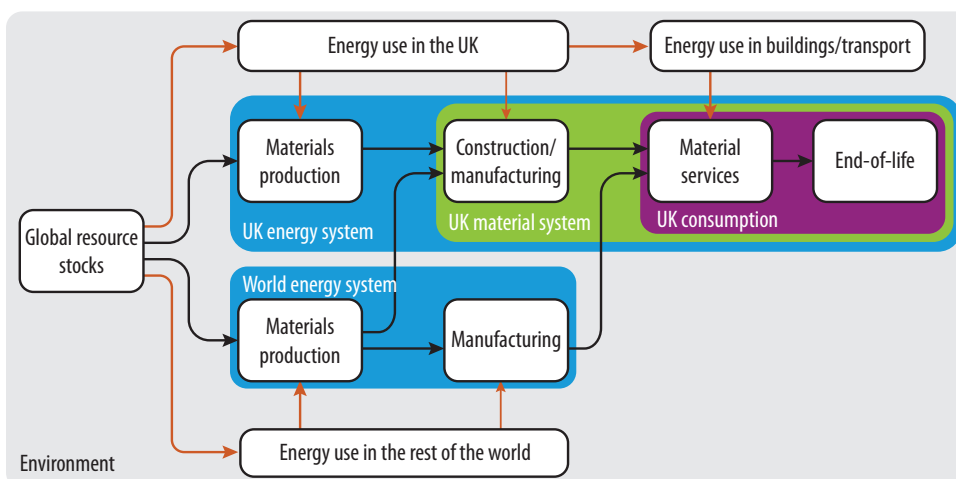 Energy use in the UK
Energy use in buildings/transport
Materials
production
Construction/
manufacturing
Material
services
End-of-life
UK energy system
UK material system
UK consumption
Global resource
stocks
World energy system
Materials
production
Manufacturing
Energy use in the rest of the world
Environment